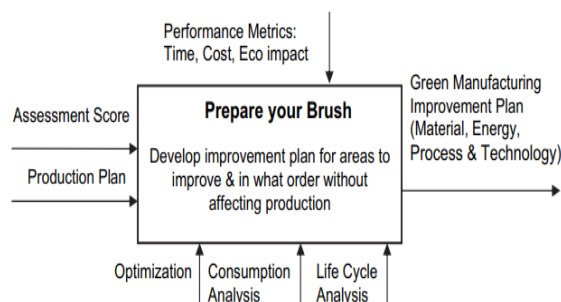 Performance Metrics:
Time, Cost, Eco impact
Green Manufacturing
Improvement Plan
(Material, Energy,
Process & Technology)
Assessment Score
Production Plan
Prepare your Brush
Develop improvement plan for areas to
improve & in what order without
affecting production
Optimization
Consumption
Analysis
Life Cycle
Analysis